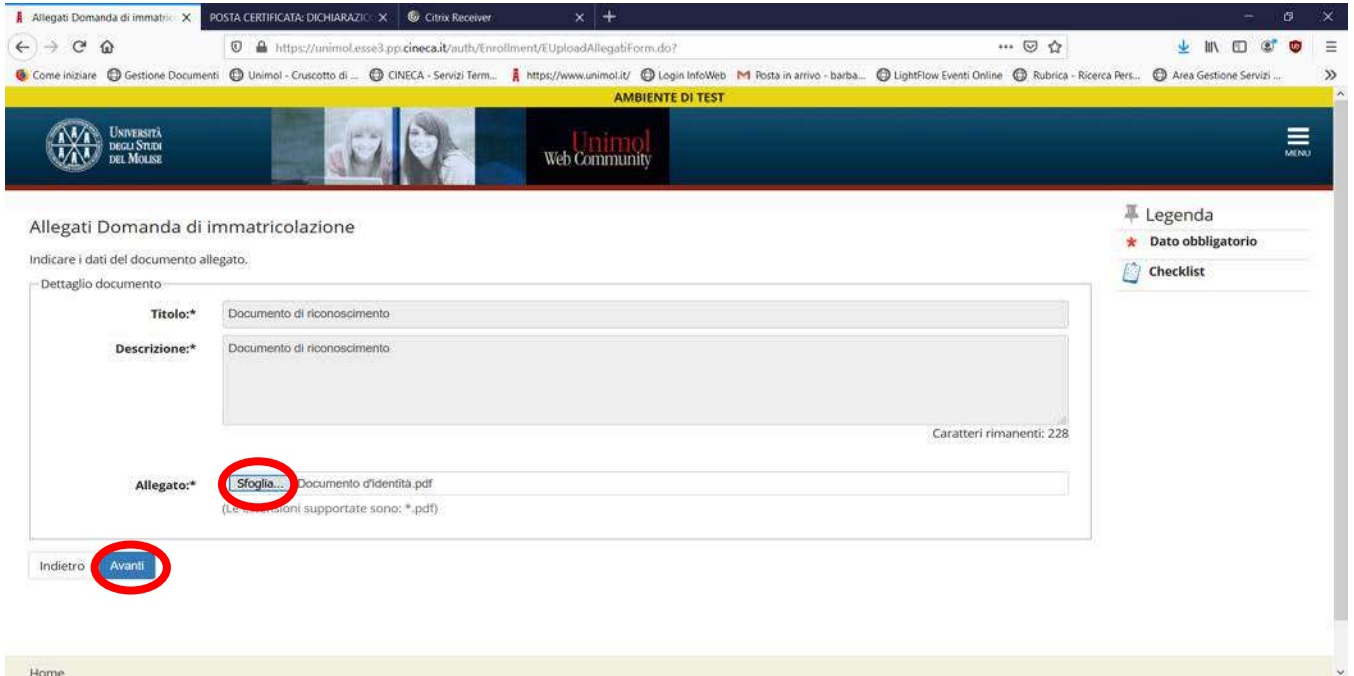 Allegati Domanda di immatric
POSTA CERTIFICATA: DICHIARAZIO
Citrix Receiver
https://unimol.esse3.pp.cineca.it/auth/Enrollment/EUploadAllegatiForm.do?
Come iniziare Gestione Documenti Unimol - Cruscotto di ... CINECA - Servizi Term... https://www.unimol.it/ Login InfoWeb Posta in arrivo - barba... LightFlow Eventi Online Rubrica - Ricerca Pers... Area Gestione Servizi ...
AMBIENTE DI TEST
UNIVERSITÀ
DEGLI STUDI
DEL MOLISE
Unimol
Web Community
MENU
Allegati Domanda di immatricolazione
Indicare i dati del documento allegato.
Dettaglio documento
Titolo:* Documento di riconoscimento
Descrizione:* Documento di riconoscimento
Caratteri rimanenti: 228
Allegato:* Sfoglia... Documento d'identità.pdf
(Le estensioni supportate sono: *.pdf)
Indietro Avanti
Legenda
Dato obbligatorio
Checklist
Home